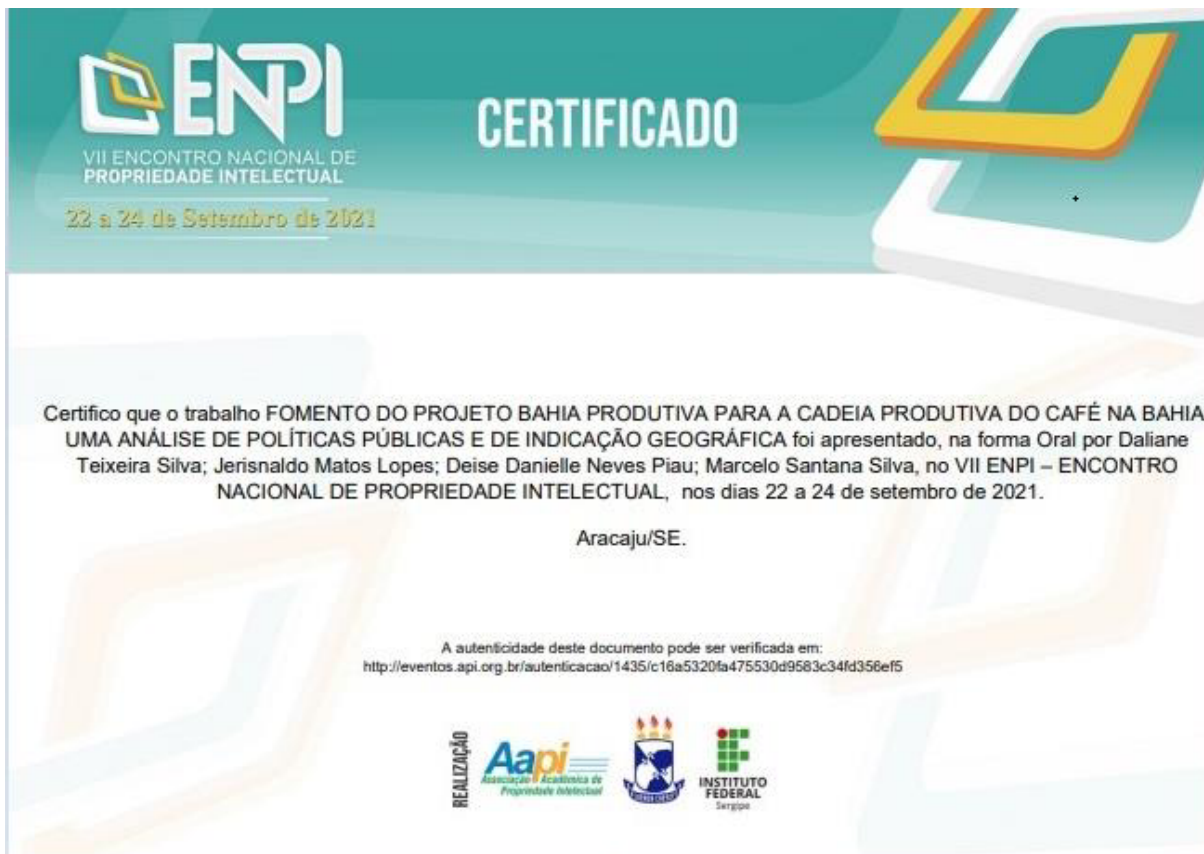 ENPI
VII ENCONTRO NACIONAL DE
PROPRIEDADE INTELECTUAL
22 a 24 de Setembro de 2021
CERTIFICADO
Certifico que o trabalho FOMENTO DO PROJETO BAHIA PRODUTIVA PARA A CADEIA PRODUTIVA DO CAFÉ NA BAHIA
UMA ANÁLISE DE POLÍTICAS PÚBLICAS E DE INDICAÇÃO GEOGRÁFICA foi apresentado, na forma Oral por Daliane
Teixeira Silva; Jerisnaldo Matos Lopes; Deise Danielle Neves Piau; Marcelo Santana Silva, no VII ENPI – ENCONTRO
NACIONAL DE PROPRIEDADE INTELECTUAL, nos dias 22 a 24 de setembro de 2021.
Aracaju/SE.
A autenticidade deste documento pode ser verificada em:
http://eventos.api.org.br/autenticacao/1435/c16a5320fa475530d9583c34fd356ef5
REALIZAÇÃO
Aapi
Associação Acadêmica de
Propriedade Intelectual
INSTITUTO
FEDERAL
Sergipe